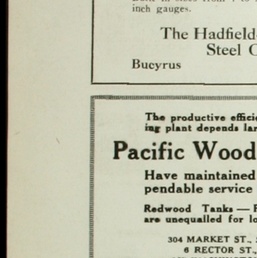 inch gauges.
The Hadfield
Steel C
Bucyrus
The productive effici
ing plant depends lar
Pacific Wood
Have maintained
pendable service
Redwood Tanks — P
are unequalled for lo
304 MARKET ST.,
6 RECTOR ST.,